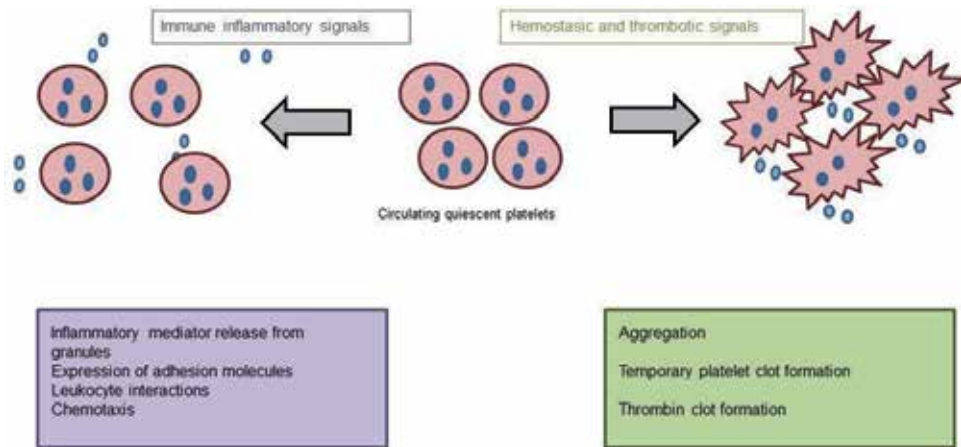 Immune inflammatory signals
Hemostasic and thrombotic signals
Circulating quiescent platelets
Inflammatory mediator release from
granules
Expression of adhesion molecules
Leukocyte interactions
Chemotaxis
Aggregation
Temporary platelet clot formation
Thrombin clot formation